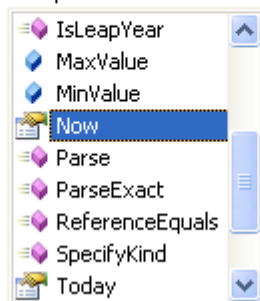 IsLeapYear
MaxValue
MinValue
Now
Parse
ParseExact
ReferenceEquals
SpecifyKind
Today